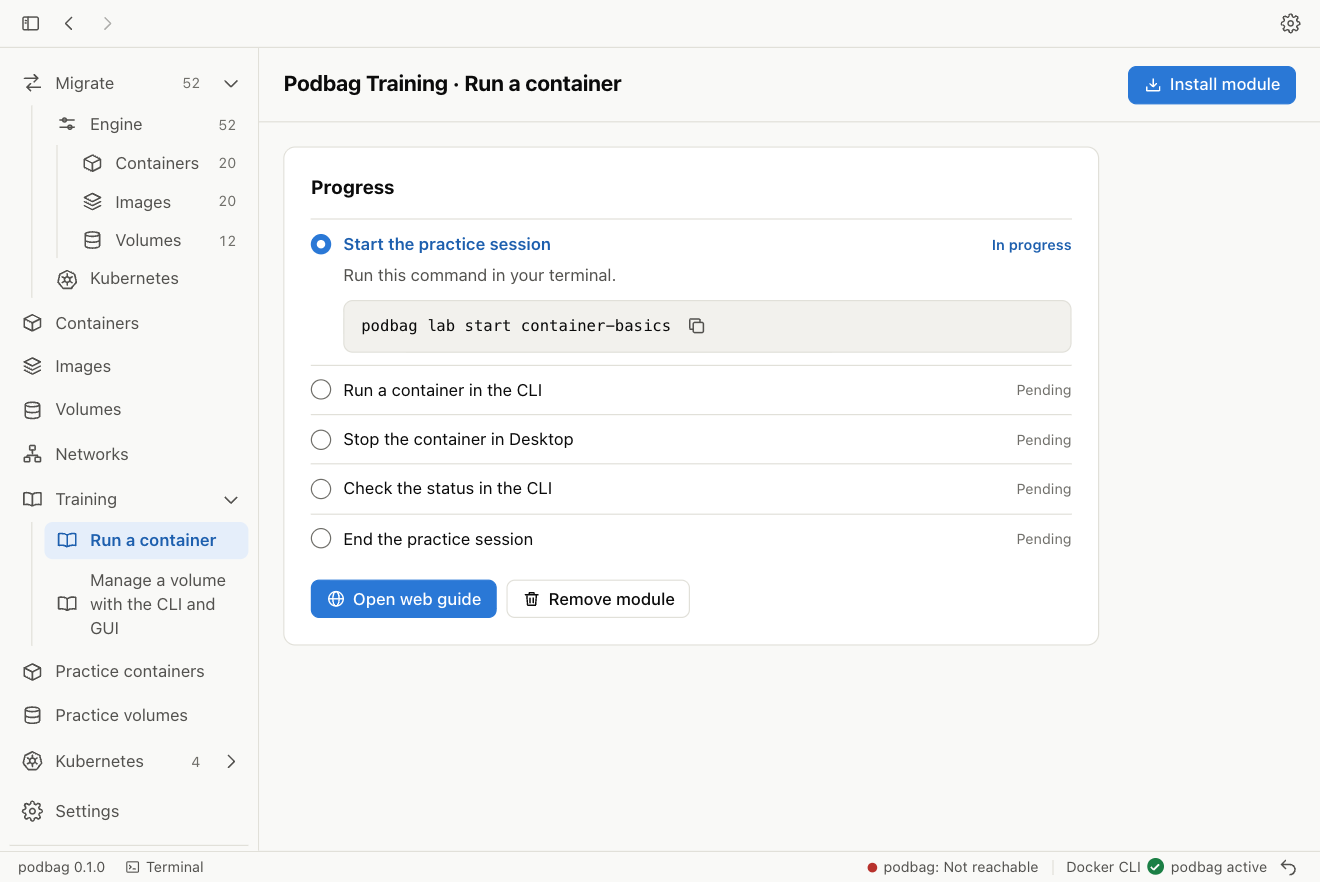 Migrate 52
Engine 52
Containers 20
Images 20
Volumes 12
Kubernetes
Containers
Images
Volumes
Networks
Training
Run a container
Manage a volume
with the CLI and
GUI
Practice containers
Practice volumes
Kubernetes 4
Settings
Podbag Training · Run a container
Install module
Progress
Start the practice session In progress
Run this command in your terminal.
podbag lab start container-basics
Run a container in the CLI Pending
Stop the container in Desktop Pending
Check the status in the CLI Pending
End the practice session Pending
Open web guide
Remove module
podbag 0.1.0 Terminal podbag: Not reachable Docker CLI podbag active